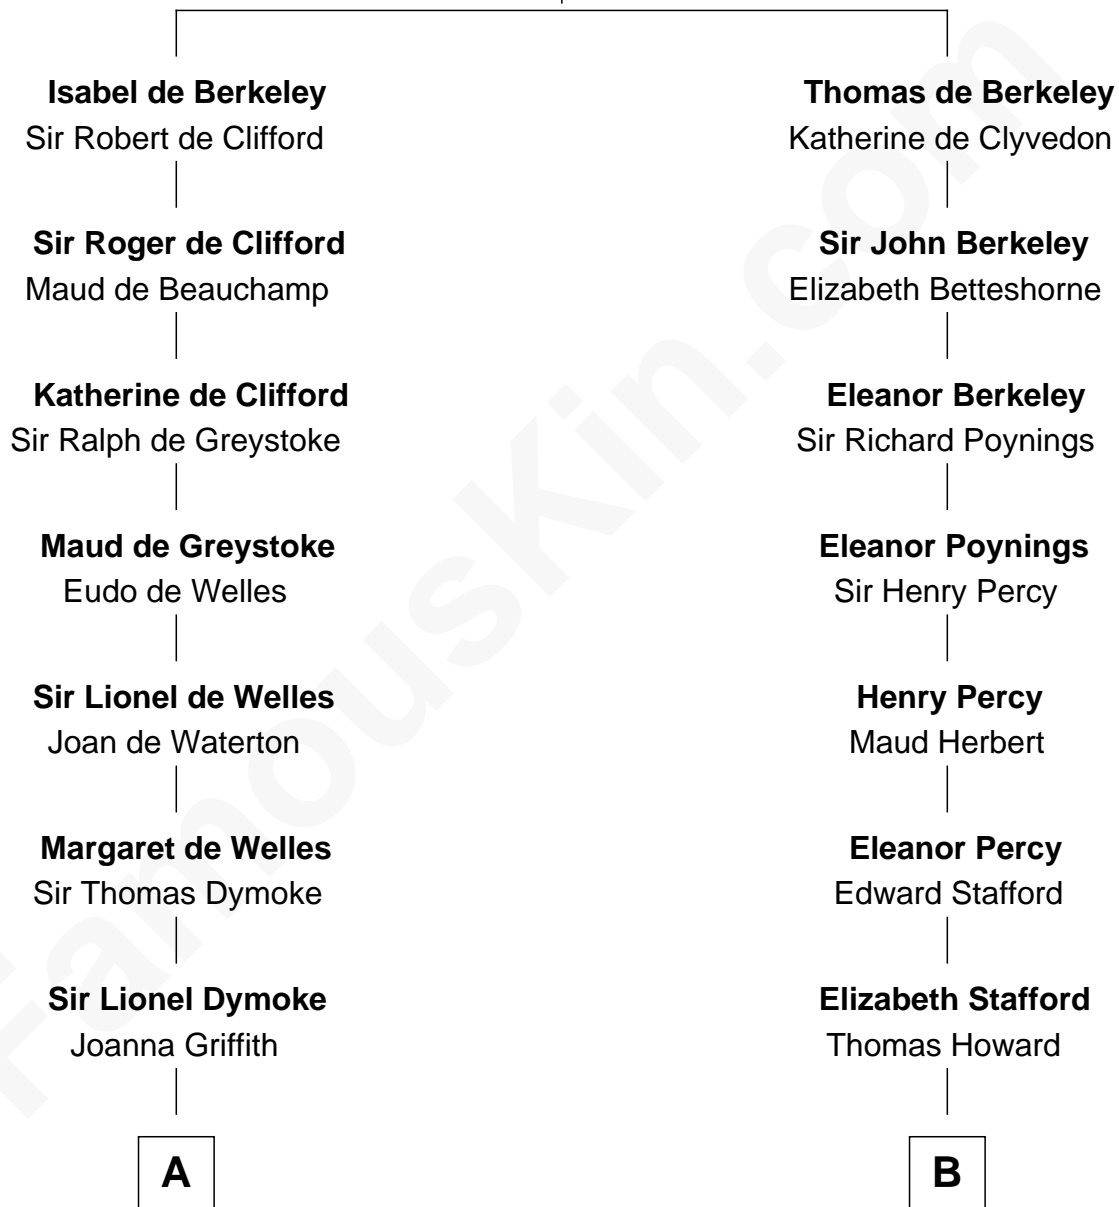 Isabel de Berkeley
Sir Robert de Clifford
Sir Roger de Clifford
Maud de Beauchamp
Katherine de Clifford
Sir Ralph de Greystoke
Maud de Greystoke
Eudo de Welles
Sir Lionel de Welles
Joan de Waterton
Margaret de Welles
Sir Thomas Dymoke
Sir Lionel Dymoke
Joanna Griffith
A
Thomas de Berkeley
Katherine de Clyvedon
Sir John Berkeley
Elizabeth Betteshorne
Eleanor Berkeley
Sir Richard Poynings
Eleanor Poynings
Sir Henry Percy
Henry Percy
Maud Herbert
Eleanor Percy
Edward Stafford
Elizabeth Stafford
Thomas Howard
B
FamousKin.com